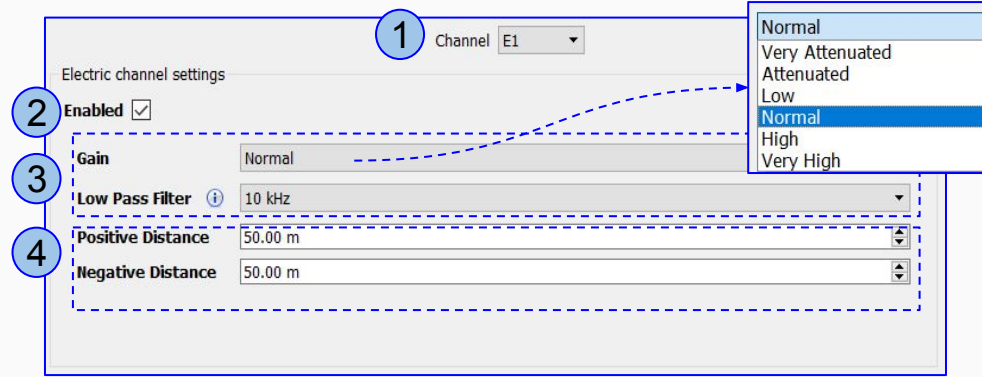 1
Channel E1
Electric channel settings
2
Enabled
3
Gain Normal
Low Pass Filter i 10 kHz
4
Positive Distance 50.00 m
Negative Distance 50.00 m
Normal
Very Attenuated
Attenuated
Low
Normal
High
Very High